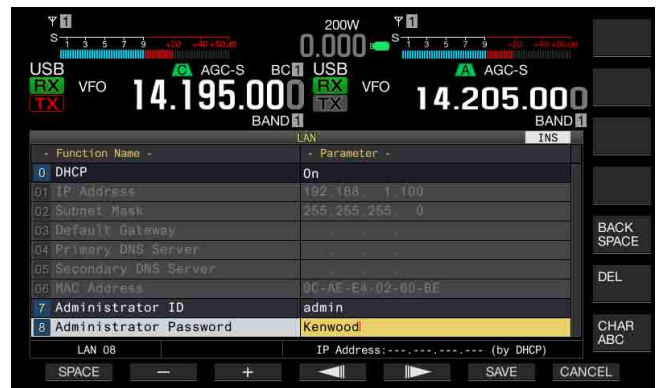 1 200W 1
S 1 3 5 7 9 +20 +40 +60dB 0.000 S 1 3 5 7 9 +20 +40 +60dB
USB C AGC-S BC 1 USB A AGC-S
RX VFO 14.195.000 RX VFO 14.205.000
TX TX
BAND 1 BAND 1
LAN INS
- Function Name - - Parameter -
0 DHCP On
01 IP Address 192.168. 1.100
02 Subnet Mask 255.255.255. 0
03 Default Gateway . . .
04 Primary DNS Server . . .
05 Secondary DNS Server . . .
06 MAC Address 0C-AE-E4-02-00-BE
7 Administrator ID admin
8 Administrator Password Kenwood
LAN 08 IP Address:---.---.---.--- (by DHCP)
BACK SPACE
DEL
CHAR ABC
SPACE − + SAVE CANCEL